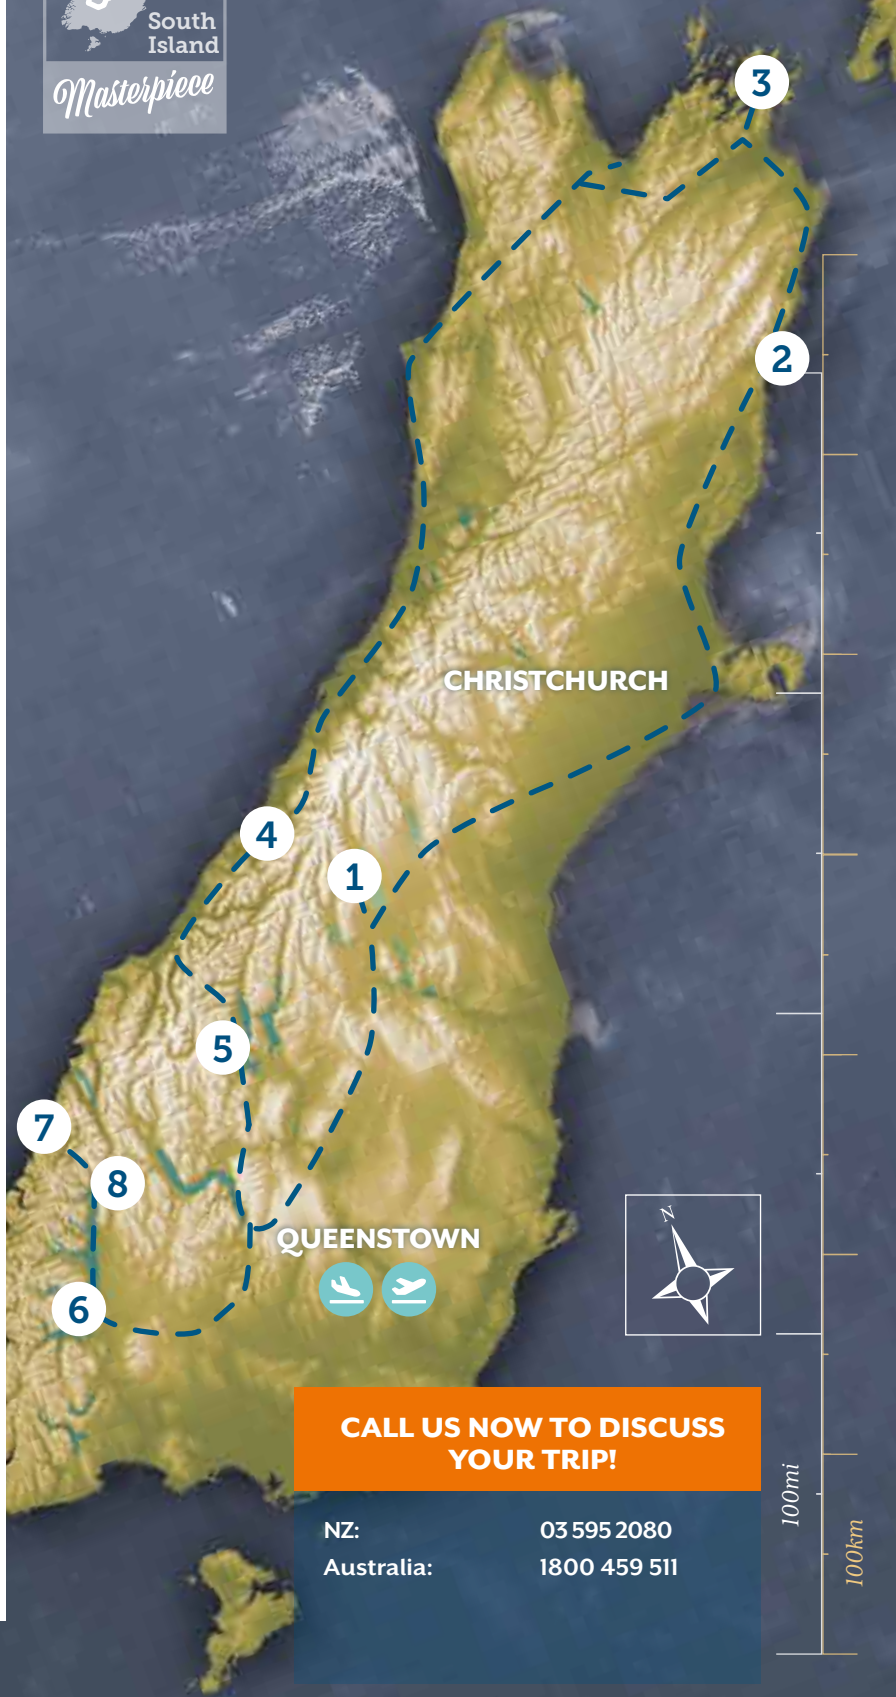 South
Island
Masterpiece
3
2
CHRISTCHURCH
4
1
5
7
8
N
QUEENSTOWN
6
CALL US NOW TO DISCUSS
YOUR TRIP!
NZ: 03 595 2080
Australia: 1800 459 511
100mi
100km